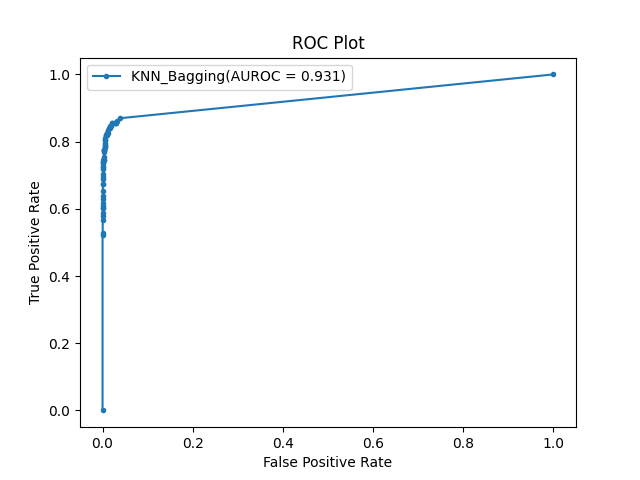 ROC Plot
KNN_Bagging(AUROC = 0.931)
1.0
0.8
0.6
0.4
0.2
0.0
True Positive Rate
0.0 0.2 0.4 0.6 0.8 1.0
False Positive Rate